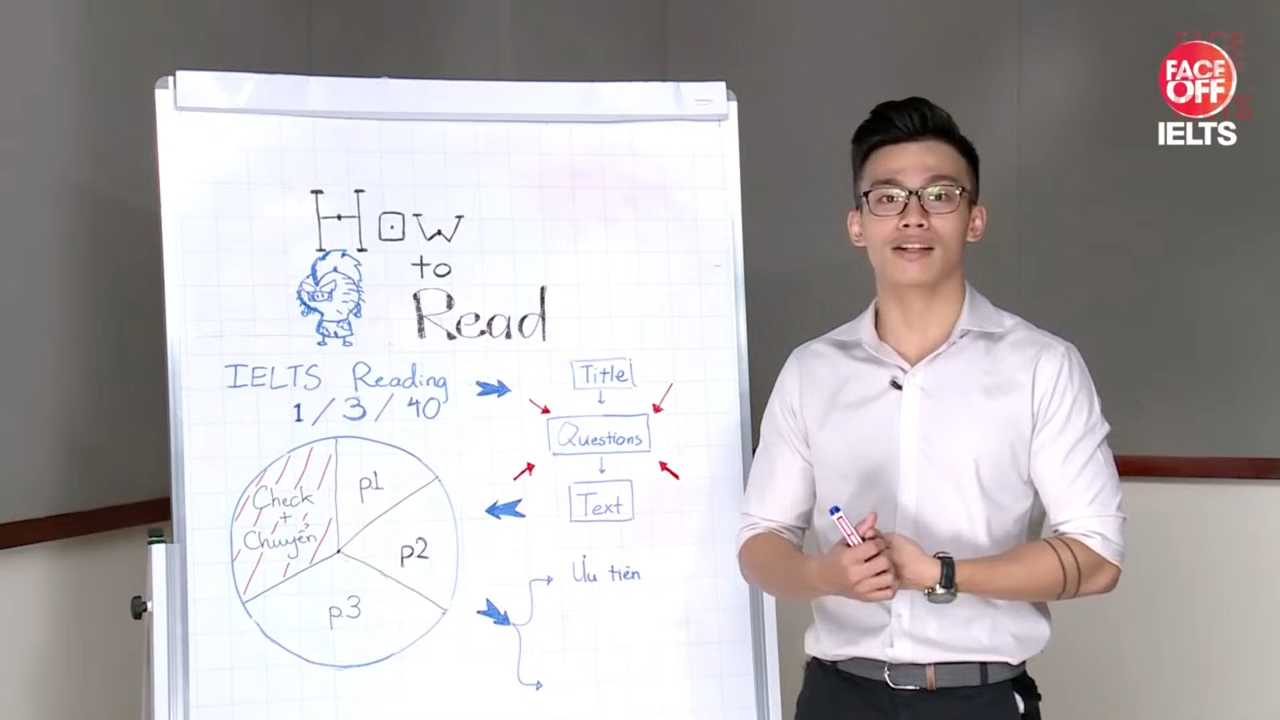 How
to
Read
IELTS Reading
1/3/40
Check
+
Chuyển
p1
p2
p.3
Title
Questions
Text
Ưu tiên
FACE
OFF
IELTS